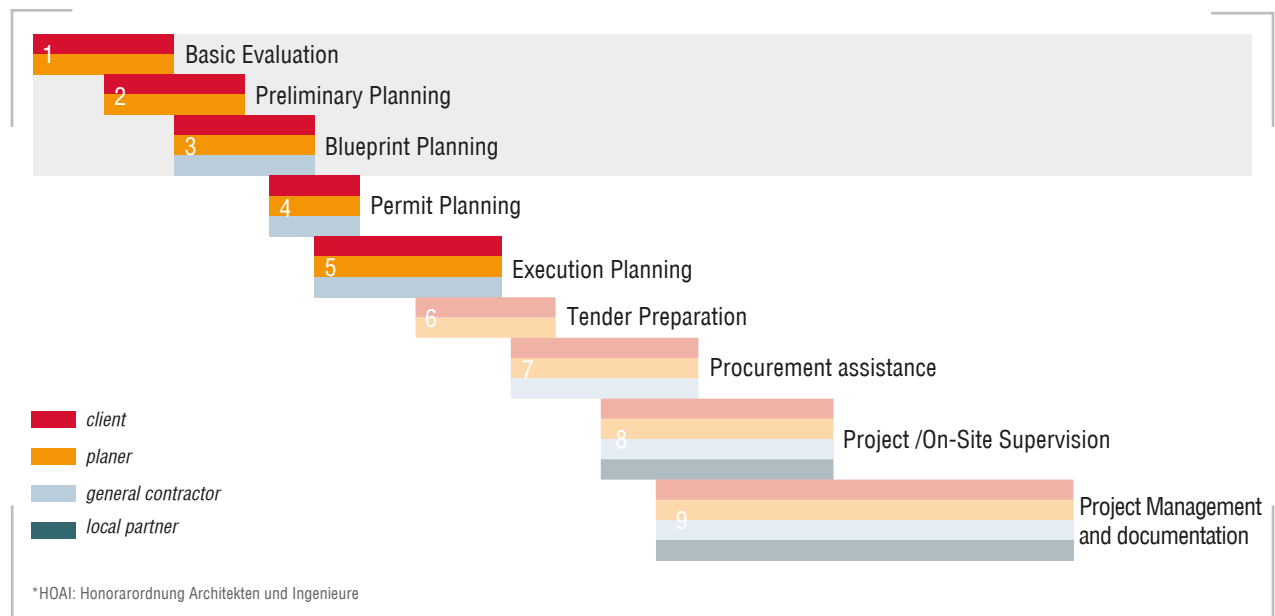 1 Basic Evaluation
2 Preliminary Planning
3 Blueprint Planning
4 Permit Planning
5 Execution Planning
6 Tender Preparation
7 Procurement assistance
8 Project /On-Site Supervision
9 Project Management
and documentation
client
planer
general contractor
local partner
*HOAI: Honorarordnung Architekten und Ingenieure